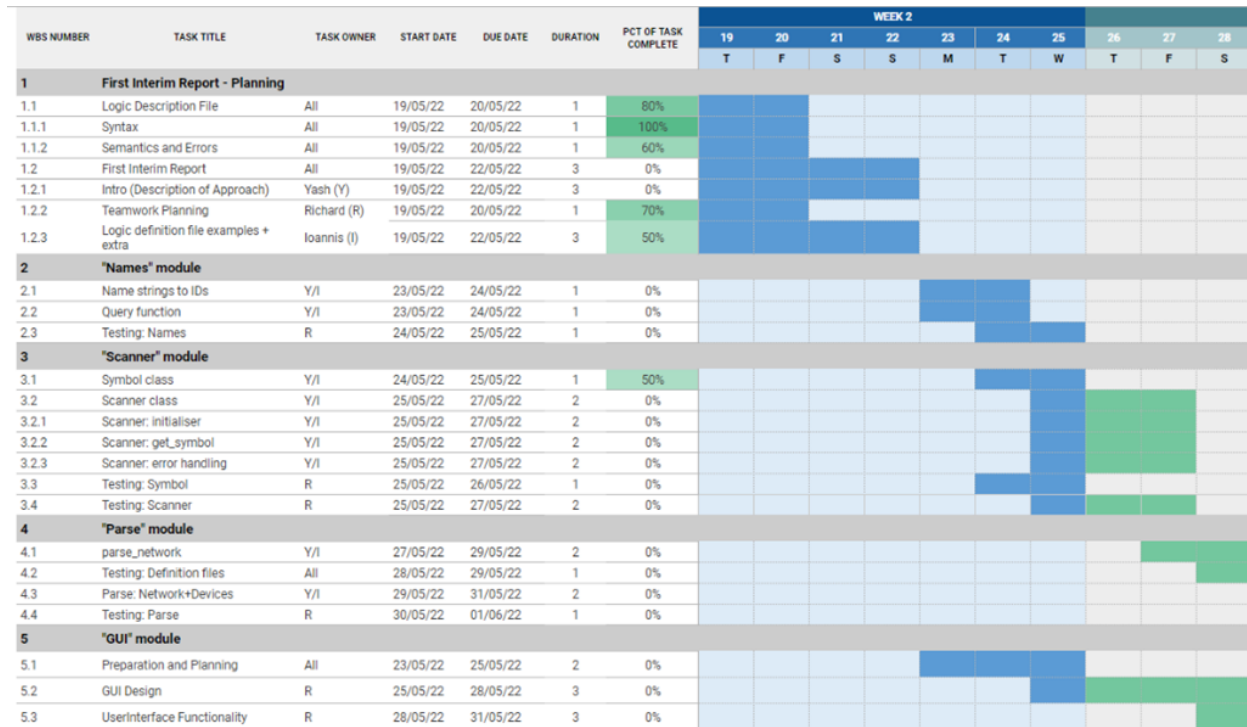 WEEK 2
WBS NUMBER TASK TITLE TASK OWNER START DATE DUE DATE DURATION PCT OF TASK COMPLETE 19 20 21 22 23 24 25 26 27 28
T F S S M T W T F S
1 First Interim Report - Planning
1.1 Logic Description File All 19/05/22 20/05/22 1 80%
1.1.1 Syntax All 19/05/22 20/05/22 1 100%
1.1.2 Semantics and Errors All 19/05/22 20/05/22 1 60%
1.2 First Interim Report All 19/05/22 22/05/22 3 0%
1.2.1 Intro (Description of Approach) Yash (Y) 19/05/22 22/05/22 3 0%
1.2.2 Teamwork Planning Richard (R) 19/05/22 20/05/22 1 70%
1.2.3 Logic definition file examples + extra Ioannis (I) 19/05/22 22/05/22 3 50%
2 "Names" module
2.1 Name strings to IDs Y/I 23/05/22 24/05/22 1 0%
2.2 Query function Y/I 23/05/22 24/05/22 1 0%
2.3 Testing: Names R 24/05/22 25/05/22 1 0%
3 "Scanner" module
3.1 Symbol class Y/I 24/05/22 25/05/22 1 50%
3.2 Scanner class Y/I 25/05/22 27/05/22 2 0%
3.2.1 Scanner: initialiser Y/I 25/05/22 27/05/22 2 0%
3.2.2 Scanner: get_symbol Y/I 25/05/22 27/05/22 2 0%
3.2.3 Scanner: error handling Y/I 25/05/22 27/05/22 2 0%
3.3 Testing: Symbol R 25/05/22 26/05/22 1 0%
3.4 Testing: Scanner R 25/05/22 27/05/22 2 0%
4 "Parse" module
4.1 parse_network Y/I 27/05/22 29/05/22 2 0%
4.2 Testing: Definition files All 28/05/22 29/05/22 1 0%
4.3 Parse: Network+Devices Y/I 29/05/22 31/05/22 2 0%
4.4 Testing: Parse R 30/05/22 01/06/22 1 0%
5 "GUI" module
5.1 Preparation and Planning All 23/05/22 25/05/22 2 0%
5.2 GUI Design R 25/05/22 28/05/22 3 0%
5.3 UserInterface Functionality R 28/05/22 31/05/22 3 0%